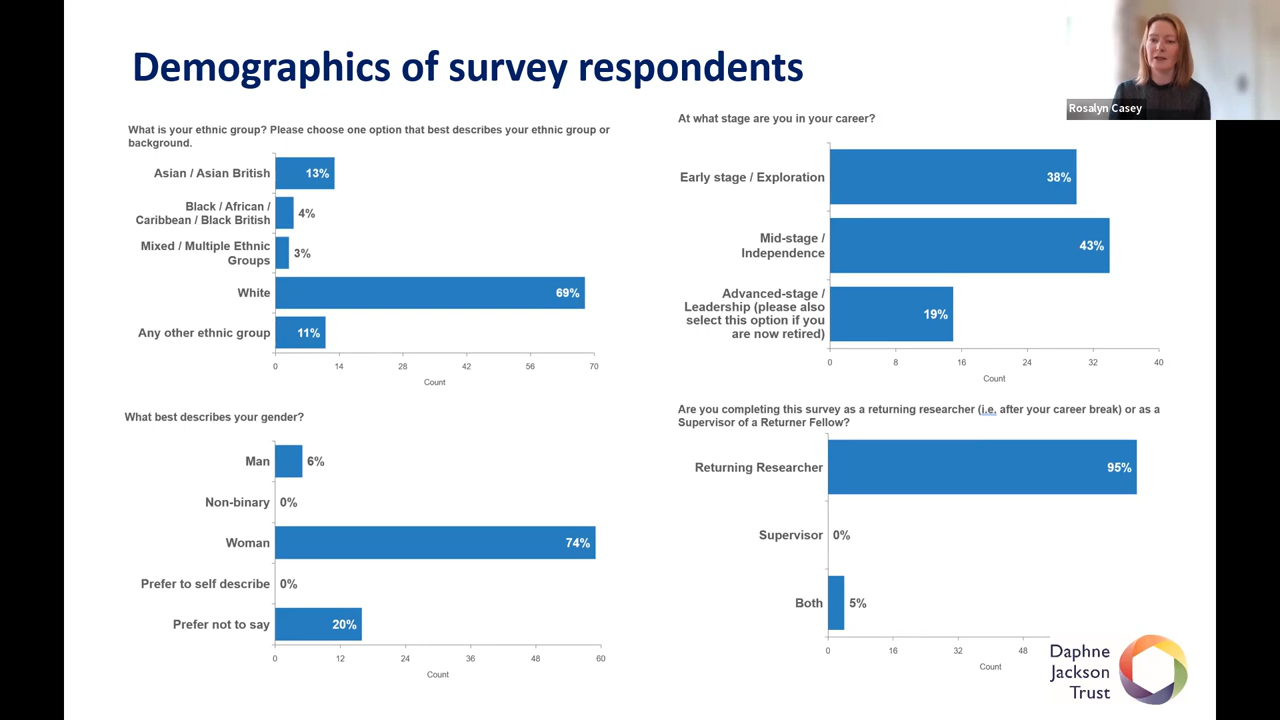 Demographics of survey respondents
Rosalyn Casey
What is your ethnic group? Please choose one option that best describes your ethnic group or
background.
Asian / Asian British
13%
Black / African /
Caribbean / Black British
4%
Mixed / Multiple Ethnic
Groups
3%
White
69%
Any other ethnic group
11%
0 14 28 42 56 70
Count
At what stage are you in your career?
Early stage / Exploration
38%
Mid-stage /
Independence
43%
Advanced-stage /
Leadership (please also
select this option if you
are now retired)
19%
0 8 16 24 32 40
Count
What best describes your gender?
Man
6%
Non-binary
0%
Woman
74%
Prefer to self describe
0%
Prefer not to say
20%
0 12 24 36 48 60
Count
Are you completing this survey as a returning researcher (i.e. after your career break) or as a
Supervisor of a Returner Fellow?
Returning Researcher
95%
Supervisor
0%
Both
5%
0 16 32 48
Count
Daphne
Jackson
Trust